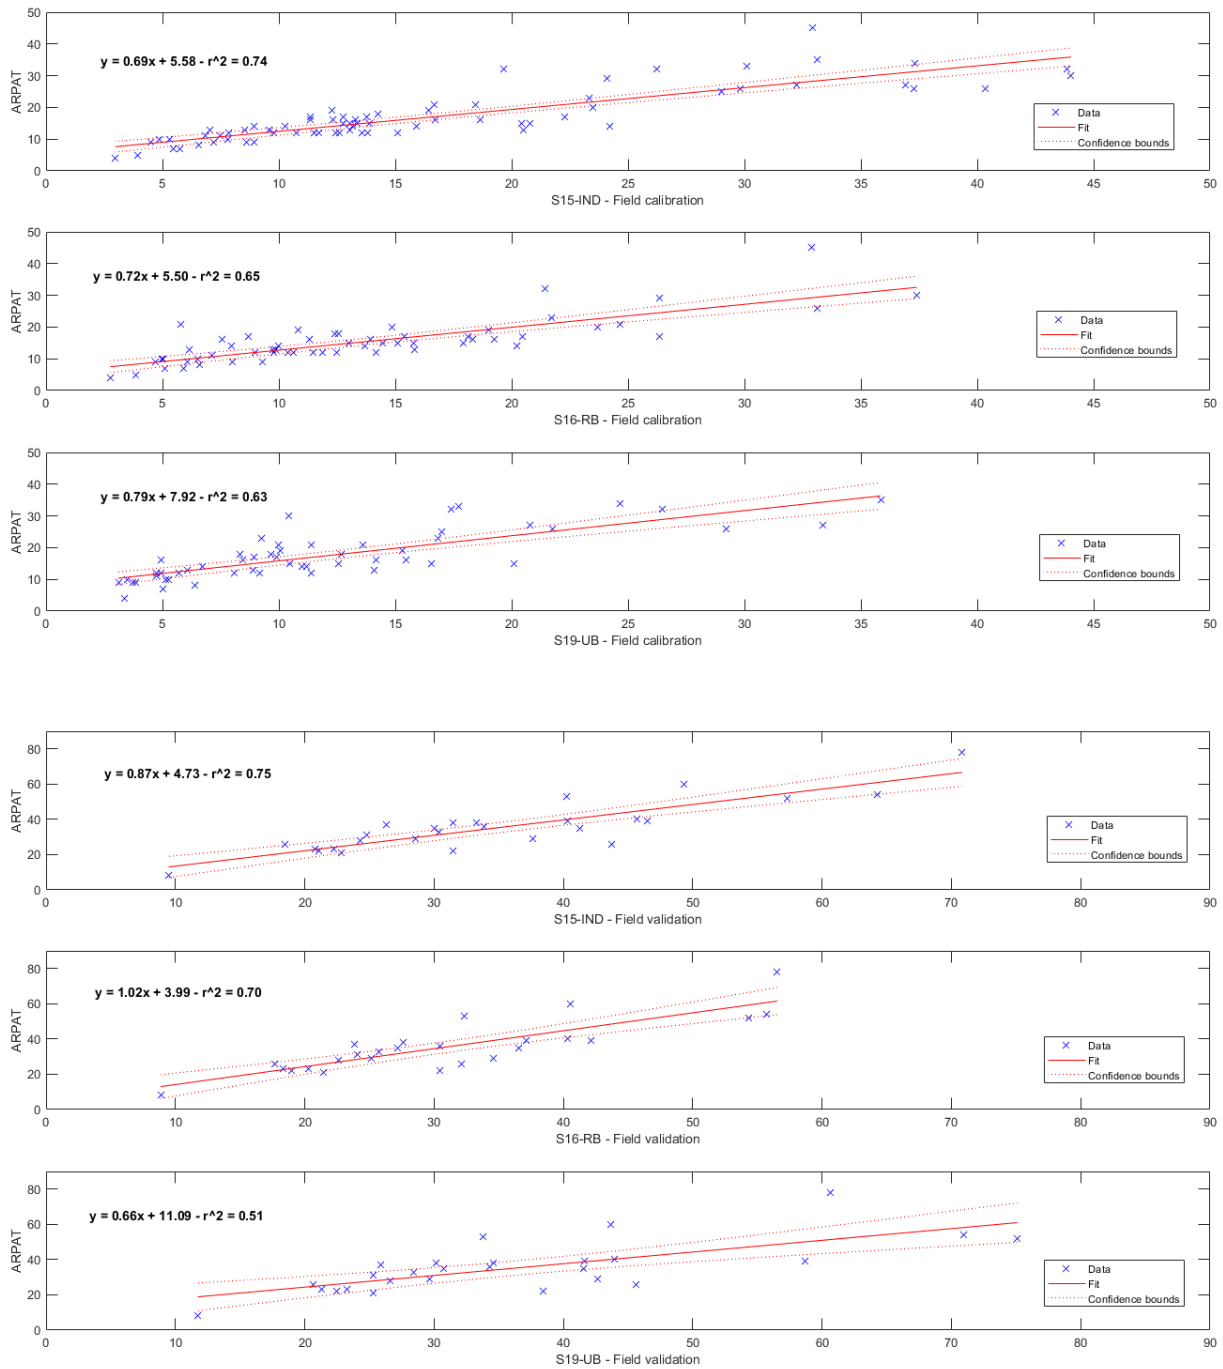 50
40
30
20
10
0
ARPAT
y = 0.69x + 5.58 - r^2 = 0.74
Data
Fit
Confidence bounds
0 5 10 15 20 25 30 35 40 45 50
S15-IND - Field calibration
50
40
30
20
10
0
ARPAT
y = 0.72x + 5.50 - r^2 = 0.65
Data
Fit
Confidence bounds
0 5 10 15 20 25 30 35 40 45 50
S16-RB - Field calibration
50
40
30
20
10
0
ARPAT
y = 0.79x + 7.92 - r^2 = 0.63
Data
Fit
Confidence bounds
0 5 10 15 20 25 30 35 40 45 50
S19-UB - Field calibration
80
60
40
20
0
ARPAT
y = 0.87x + 4.73 - r^2 = 0.75
Data
Fit
Confidence bounds
0 10 20 30 40 50 60 70 80 90
S15-IND - Field validation
80
60
40
20
0
ARPAT
y = 1.02x + 3.99 - r^2 = 0.70
Data
Fit
Confidence bounds
0 10 20 30 40 50 60 70 80 90
S16-RB - Field validation
80
60
40
20
0
ARPAT
y = 0.66x + 11.09 - r^2 = 0.51
Data
Fit
Confidence bounds
0 10 20 30 40 50 60 70 80 90
S19-UB - Field validation